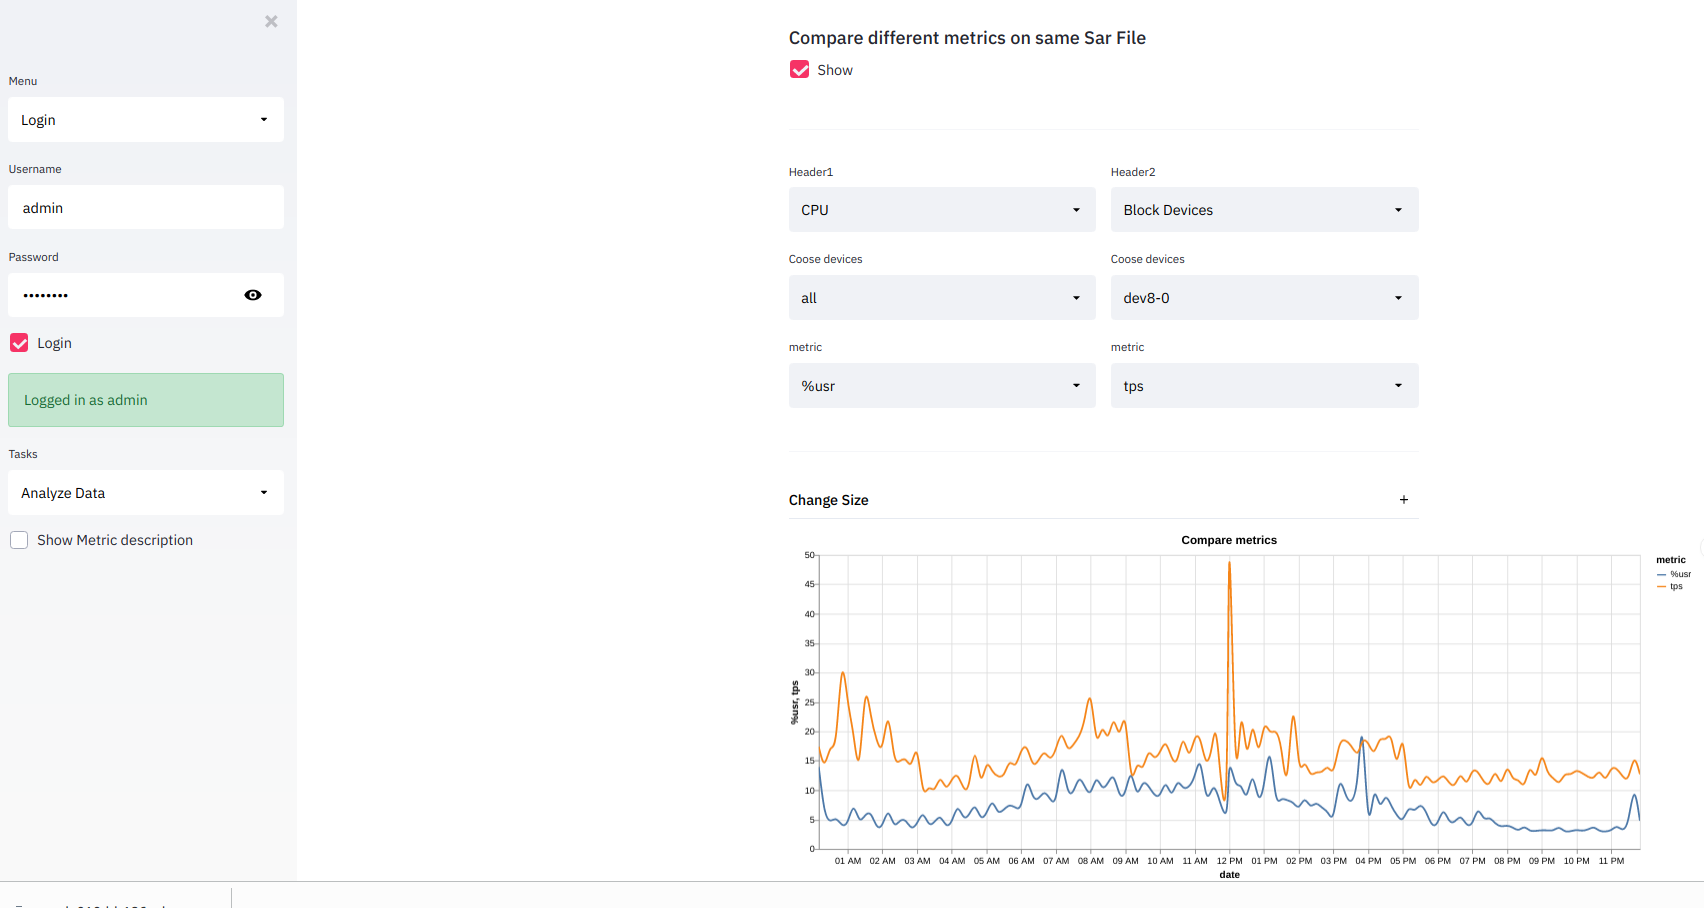 ×
Menu
Login
Username
admin
Password
••••••••
Login
Logged in as admin
Tasks
Analyze Data
Show Metric description
Compare different metrics on same Sar File
Show
Header1 Header2
CPU Block Devices
Coose devices Coose devices
all dev8-0
metric metric
%usr tps
Change Size +
Compare metrics
metric
%usr
tps
50
45
40
35
30
25
20
15
10
5
0
%usr, tps
01 AM 02 AM 03 AM 04 AM 05 AM 06 AM 07 AM 08 AM 09 AM 10 AM 11 AM 12 PM 01 PM 02 PM 03 PM 04 PM 05 PM 06 PM 07 PM 08 PM 09 PM 10 PM 11 PM
date